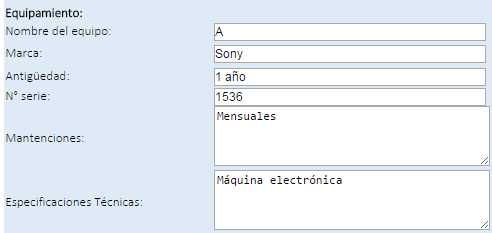 Equipamiento:
Nombre del equipo: A
Marca: Sony
Antigüedad: 1 año
N° serie: 1536
Mantenciones: Mensuales
Especificaciones Técnicas: Máquina electrónica